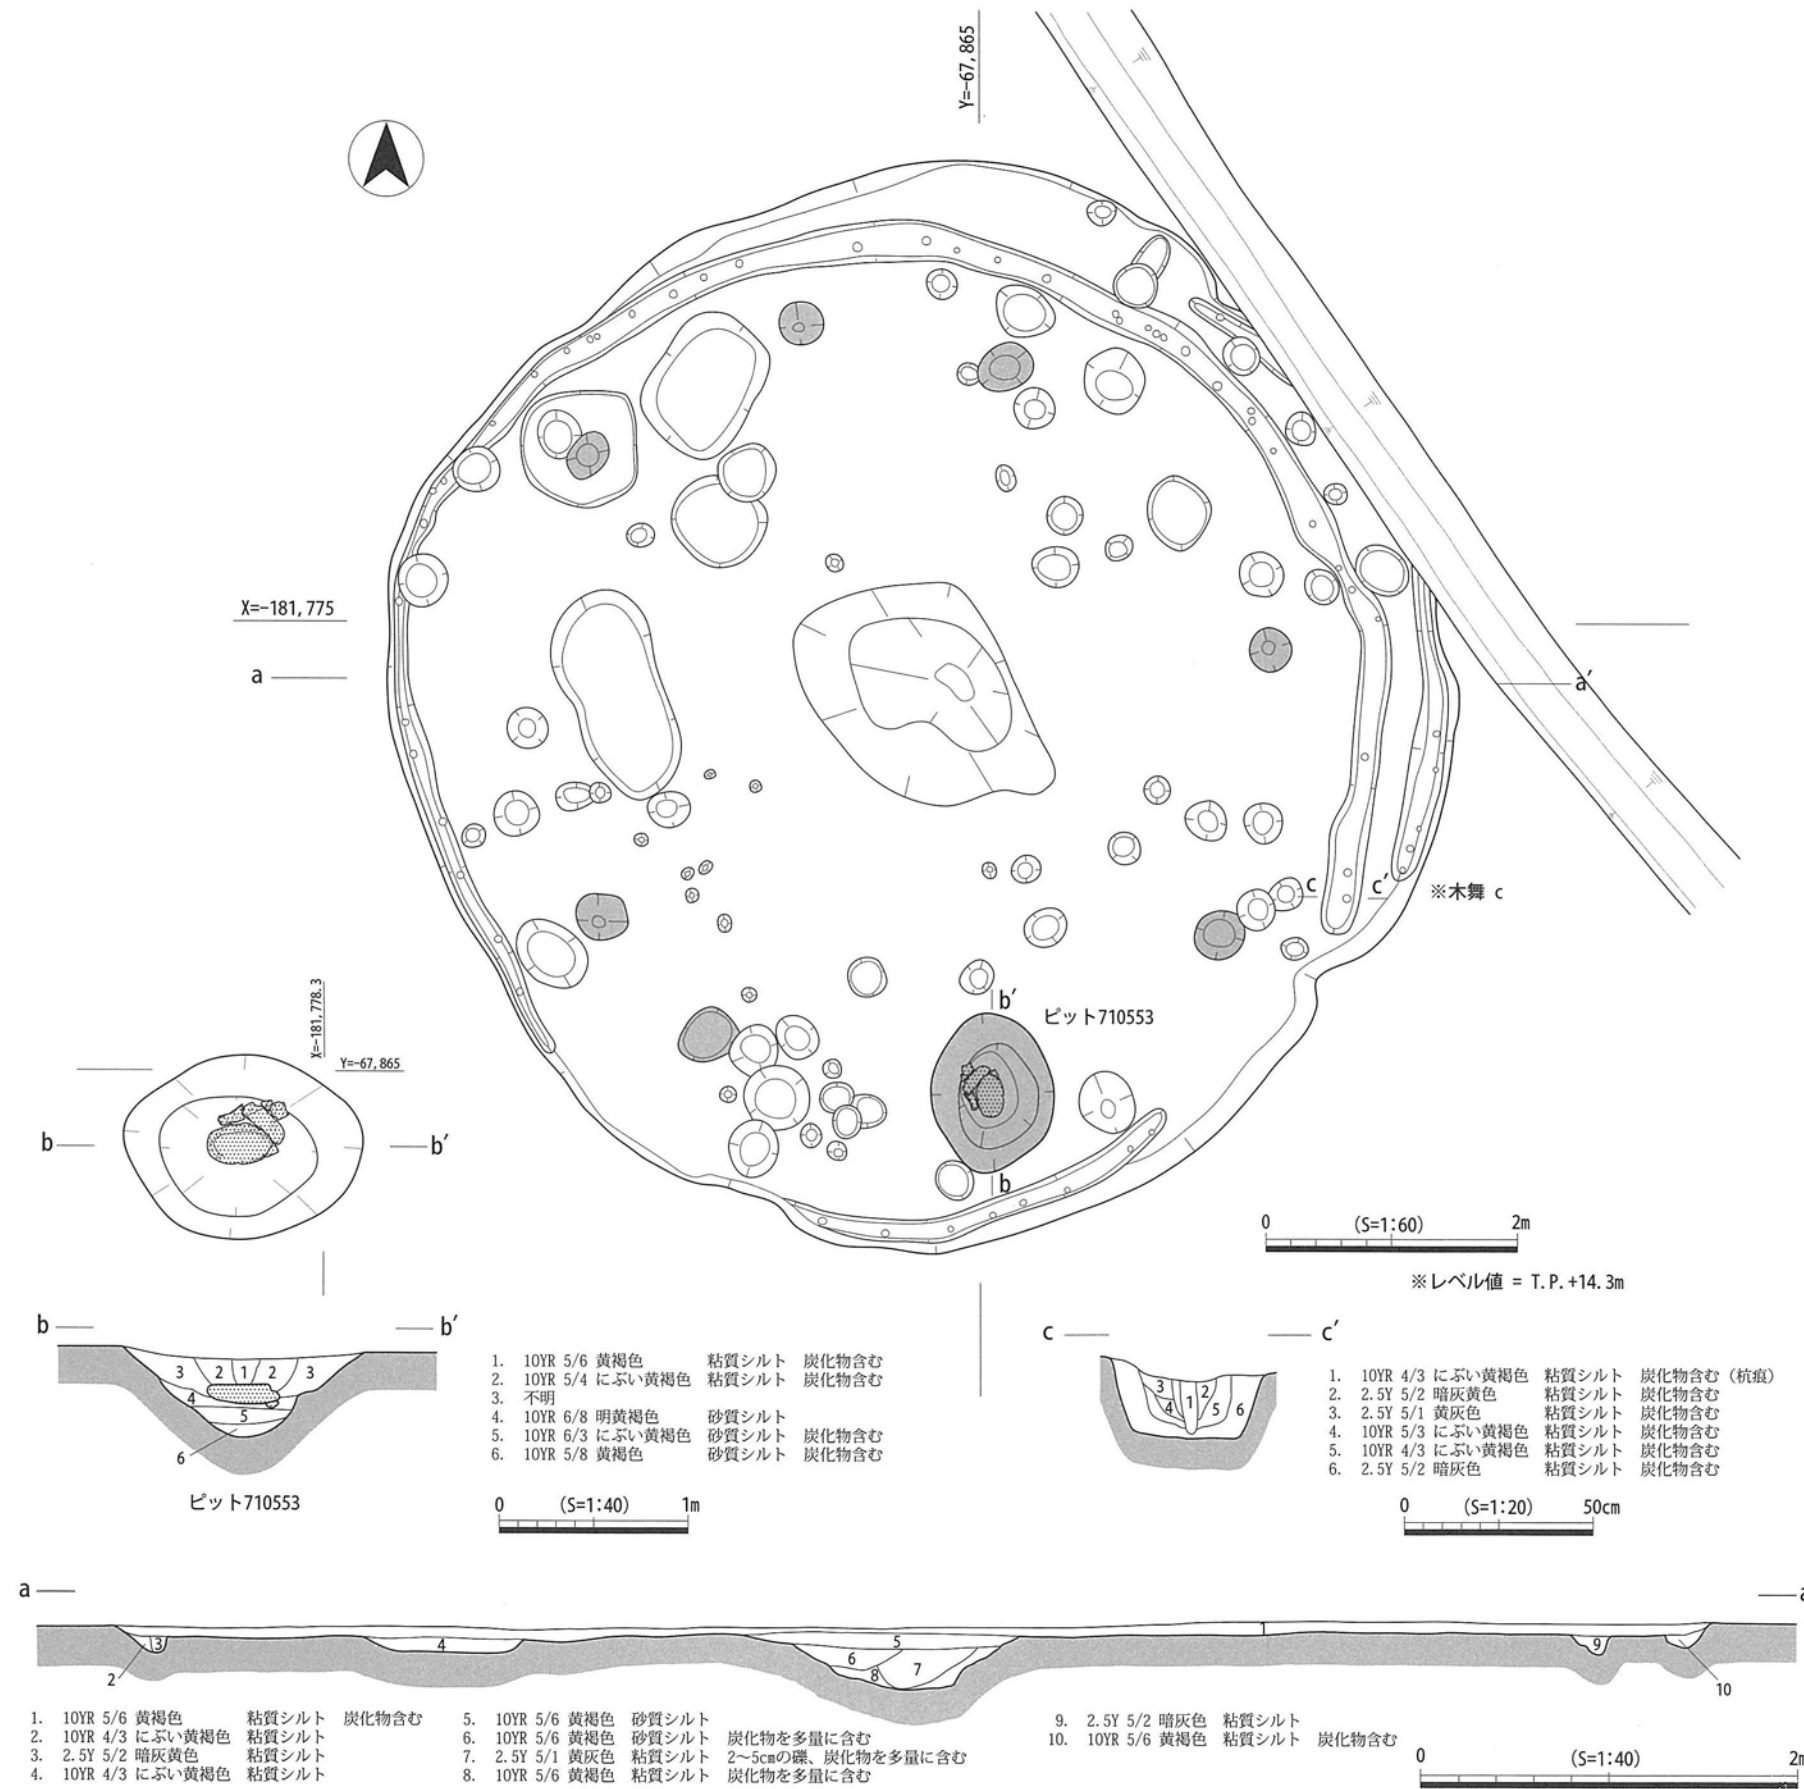 Y=-67,865
X=-181,775
a
a′
c
c′
※木舞 c
b′
ピット710553
b
X=-181,778.3
Y=-67,865
b
b′
0 (S=1:60) 2m
※レベル値 = T.P.+14.3m
b
b′
3 2 1 2 3
4
5
6
ピット710553
1. 10YR 5/6 黄褐色 粘質シルト 炭化物含む
2. 10YR 5/4 にぶい黄褐色 粘質シルト 炭化物含む
3. 不明
4. 10YR 6/8 明黄褐色 砂質シルト
5. 10YR 6/3 にぶい黄褐色 砂質シルト 炭化物含む
6. 10YR 5/8 黄褐色 砂質シルト 炭化物含む
0 (S=1:40) 1m
c
c′
3 1 2
4 5 6
1. 10YR 4/3 にぶい黄褐色 粘質シルト 炭化物含む(杭痕)
2. 2.5Y 5/2 暗灰黄色 粘質シルト 炭化物含む
3. 2.5Y 5/1 黄灰色 粘質シルト 炭化物含む
4. 10YR 5/3 にぶい黄褐色 粘質シルト 炭化物含む
5. 10YR 4/3 にぶい黄褐色 粘質シルト 炭化物含む
6. 2.5Y 5/2 暗灰色 粘質シルト 炭化物含む
0 (S=1:20) 50cm
a
3
2
4
5
6
8
7
9
10
1. 10YR 5/6 黄褐色 粘質シルト 炭化物含む
2. 10YR 4/3 にぶい黄褐色 粘質シルト
3. 2.5Y 5/2 暗灰黄色 粘質シルト
4. 10YR 4/3 にぶい黄褐色 粘質シルト
5. 10YR 5/6 黄褐色 砂質シルト
6. 10YR 5/6 黄褐色 砂質シルト 炭化物を多量に含む
7. 2.5Y 5/1 黄灰色 粘質シルト 2〜5cmの礫、炭化物を多量に含む
8. 10YR 5/6 黄褐色 粘質シルト 炭化物を多量に含む
9. 2.5Y 5/2 暗灰色 粘質シルト
10. 10YR 5/6 黄褐色 粘質シルト 炭化物含む
0 (S=1:40) 2m